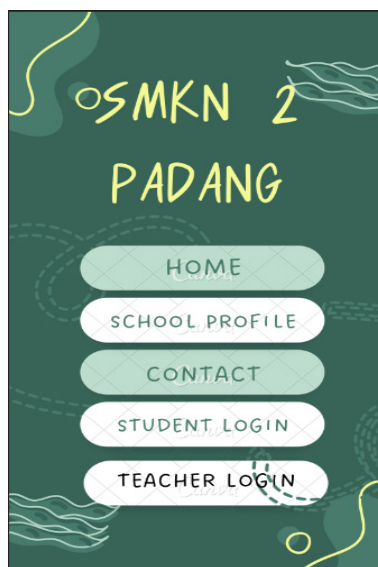 SMKN 2
PADANG
HOME
SCHOOL PROFILE
CONTACT
STUDENT LOGIN
TEACHER LOGIN